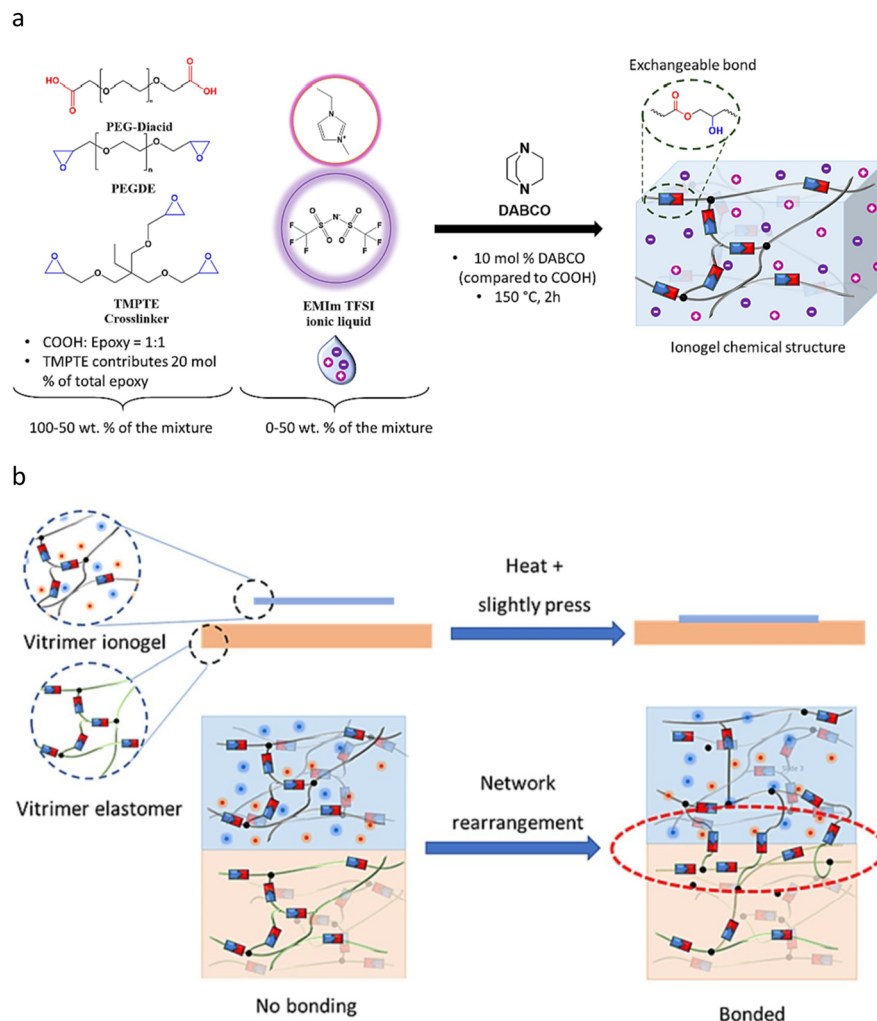 a
HO
O
O
O
n
O
OH
PEG-Diacid
O
O
O
n
O
PEGDE
O
O
O
O
O
O
TMPTE
Crosslinker
• COOH: Epoxy = 1:1
• TMPTE contributes 20 mol
% of total epoxy
100-50 wt. % of the mixture
N
N+
O O
N-
O O
F S S F
F F F F
EMIm TFSI
ionic liquid
0-50 wt. % of the mixture
N
N
DABCO
• 10 mol % DABCO
(compared to COOH)
• 150 °C, 2h
Exchangeable bond
O
O
OH
Ionogel chemical structure
b
Vitrimer ionogel
Vitrimer elastomer
Heat +
slightly press
Network
rearrangement
No bonding
Bonded